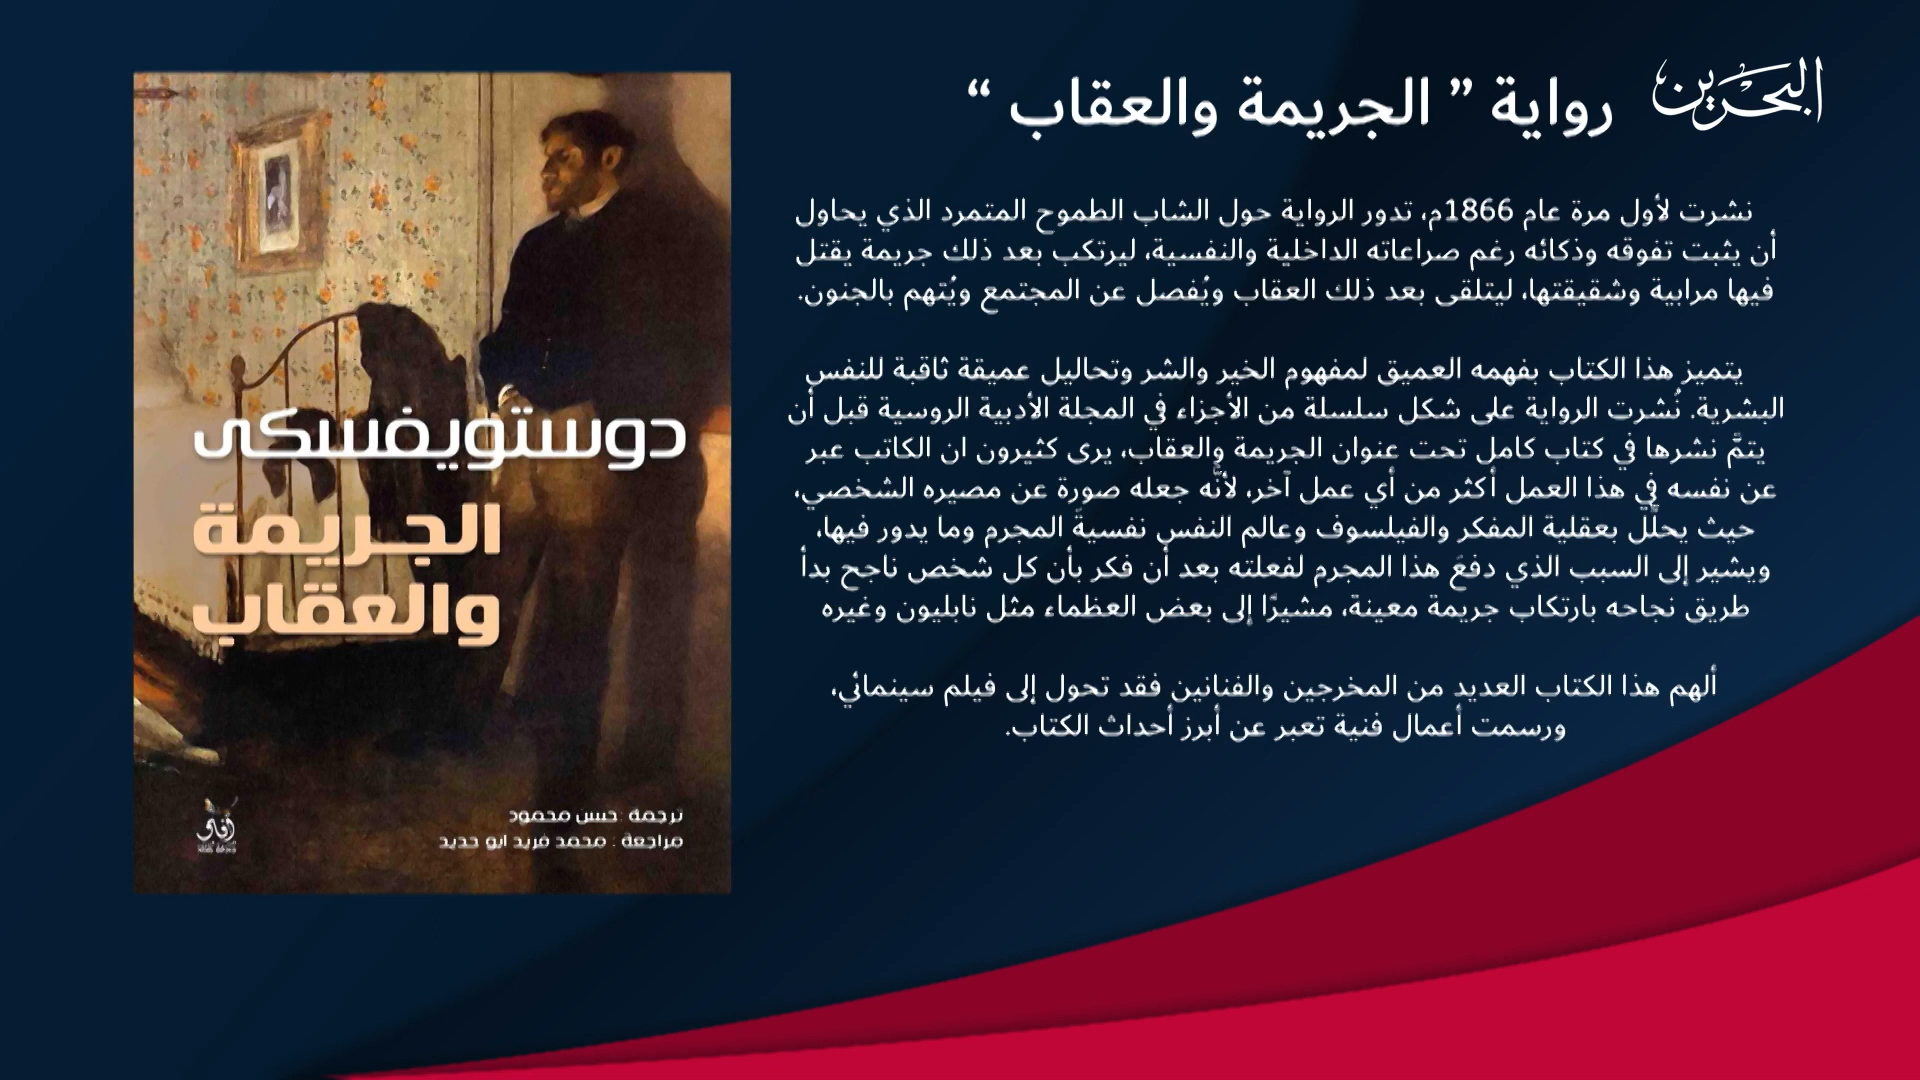 البحرين
رواية ” الجريمة والعقاب “
نشرت لأول مرة عام 1866م، تدور الرواية حول الشاب الطموح المتمرد الذي يحاول
أن يثبت تفوقه وذكائه رغم صراعاته الداخلية والنفسية، ليرتكب بعد ذلك جريمة يقتل
فيها مرابية وشقيقتها، ليتلقى بعد ذلك العقاب ويُفصل عن المجتمع ويُتهم بالجنون.
يتميز هذا الكتاب بفهمه العميق لمفهوم الخير والشر وتحاليل عميقة ثاقبة للنفس
البشرية. نُشرت الرواية على شكل سلسلة من الأجزاء في المجلة الأدبية الروسية قبل أن
يتمَّ نشرها في كتاب كامل تحت عنوان الجريمة والعقاب، يرى كثيرون ان الكاتب عبر
عن نفسه في هذا العمل أكثر من أي عمل آخر، لأنَّه جعله صورة عن مصيره الشخصي،
حيث يحلِّل بعقلية المفكر والفيلسوف وعالم النفس نفسيةَ المجرم وما يدور فيها،
ويشير إلى السبب الذي دفعَ هذا المجرم لفعلته بعد أن فكر بأن كل شخص ناجح بدأ
طريق نجاحه بارتكاب جريمة معينة، مشيرًا إلى بعض العظماء مثل نابليون وغيره
ألهم هذا الكتاب العديد من المخرجين والفنانين فقد تحول إلى فيلم سينمائي،
ورسمت أعمال فنية تعبر عن أبرز أحداث الكتاب.
دوستويفسكى
الجريمة
والعقاب
ترجمة : حسن محمود
مراجعة : محمد فريد ابو حديد
آفاق